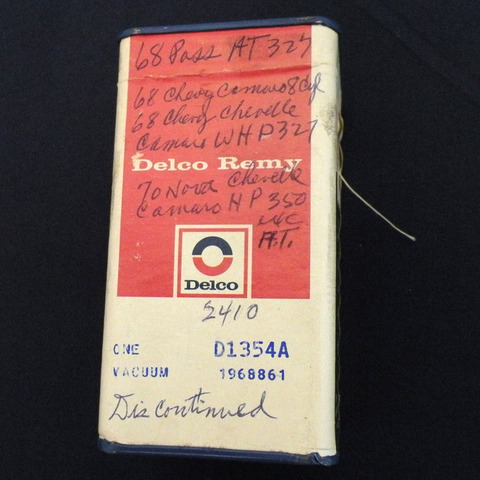 68 Pass AT 327
68 Chevy Camaro 8 Cyl
68 Chevy Chevelle
Camaro W HP 327
Delco Remy
70 Nova Chevelle
Camaro HP 350
A.T.
Delco
2410
ONE D1354A
VACUUM 1968861
Discontinued